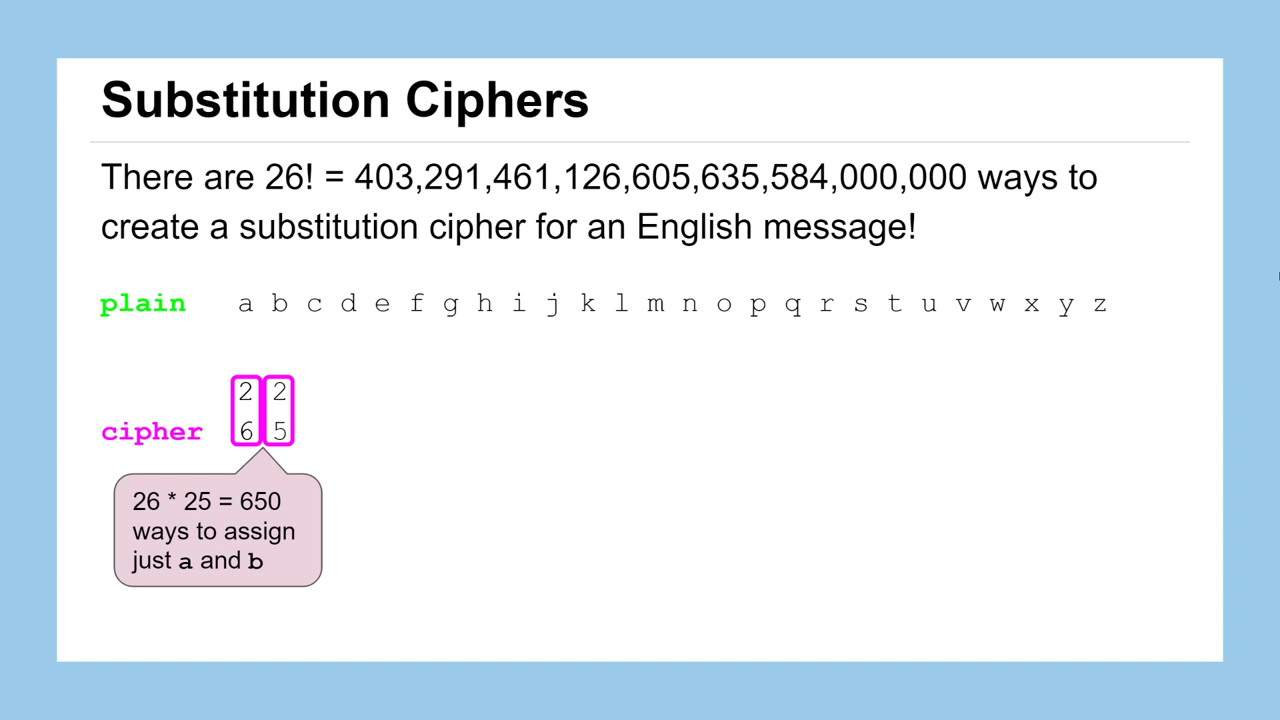 Substitution Ciphers
There are 26! = 403,291,461,126,605,635,584,000,000 ways to
create a substitution cipher for an English message!
plain a b c d e f g h i j k l m n o p q r s t u v w x y z
2 2
cipher 6 5
26 * 25 = 650
ways to assign
just a and b